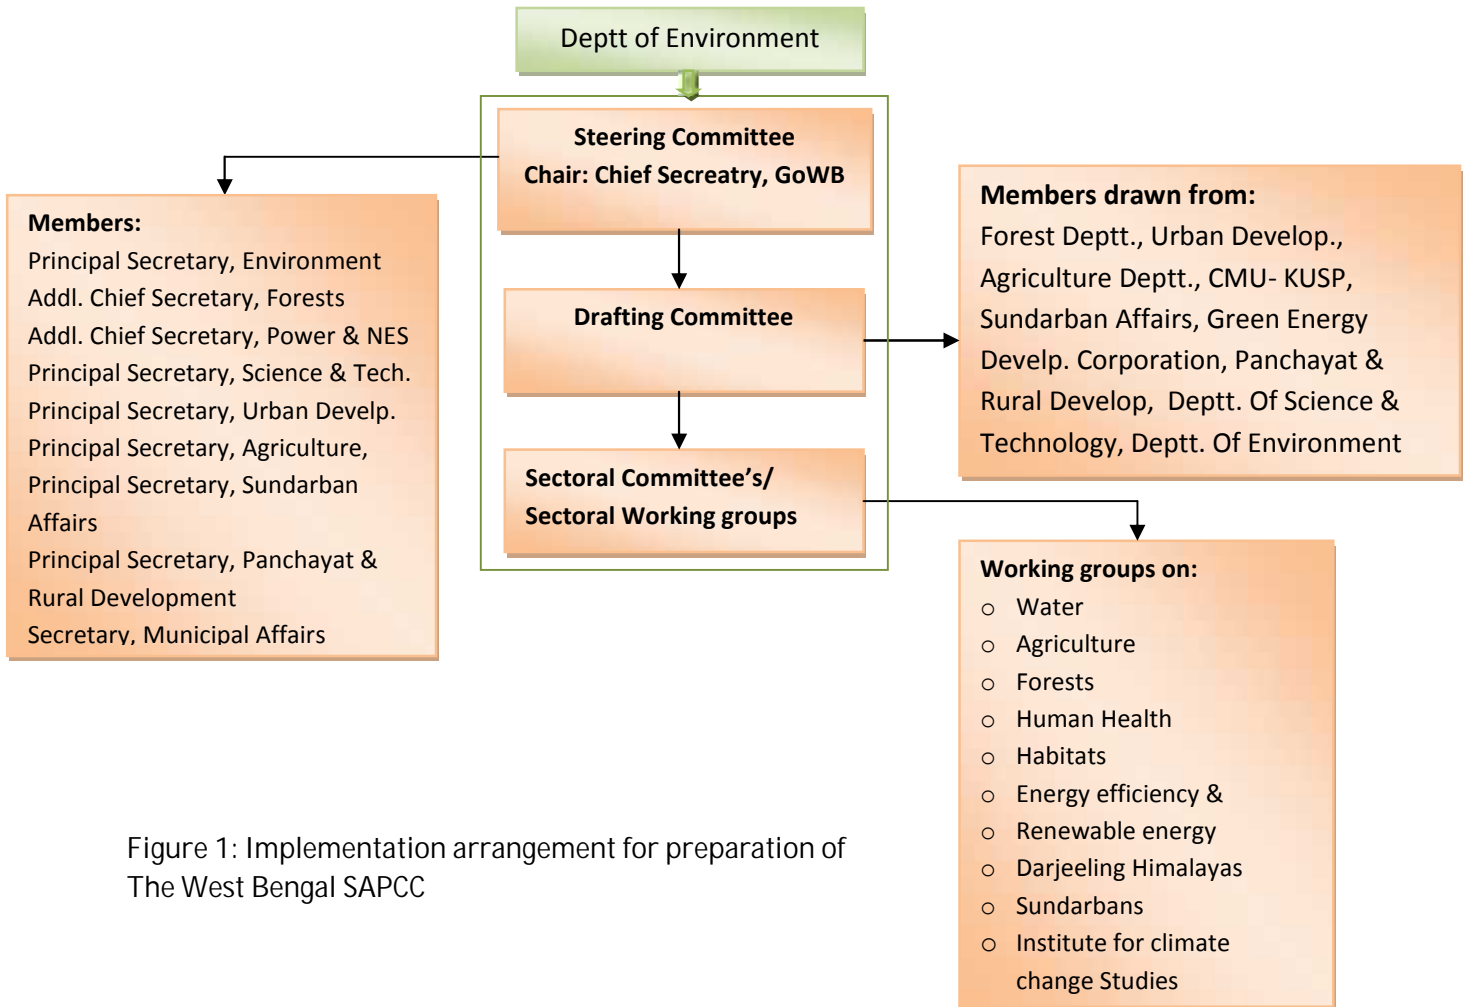 Deptt of Environment
Steering Committee
Chair: Chief Secreatry, GoWB
Members:
Principal Secretary, Environment
Addl. Chief Secretary, Forests
Addl. Chief Secretary, Power & NES
Principal Secretary, Science & Tech.
Principal Secretary, Urban Develp.
Principal Secretary, Agriculture,
Principal Secretary, Sundarban
Affairs
Principal Secretary, Panchayat &
Rural Development
Secretary, Municipal Affairs
Drafting Committee
Members drawn from:
Forest Deptt., Urban Develop.,
Agriculture Deptt., CMU- KUSP,
Sundarban Affairs, Green Energy
Develp. Corporation, Panchayat &
Rural Develop, Deptt. Of Science &
Technology, Deptt. Of Environment
Sectoral Committee's/
Sectoral Working groups
Working groups on:
o Water
o Agriculture
o Forests
o Human Health
o Habitats
o Energy efficiency &
o Renewable energy
o Darjeeling Himalayas
o Sundarbans
o Institute for climate
change Studies
Figure 1: Implementation arrangement for preparation of
The West Bengal SAPCC